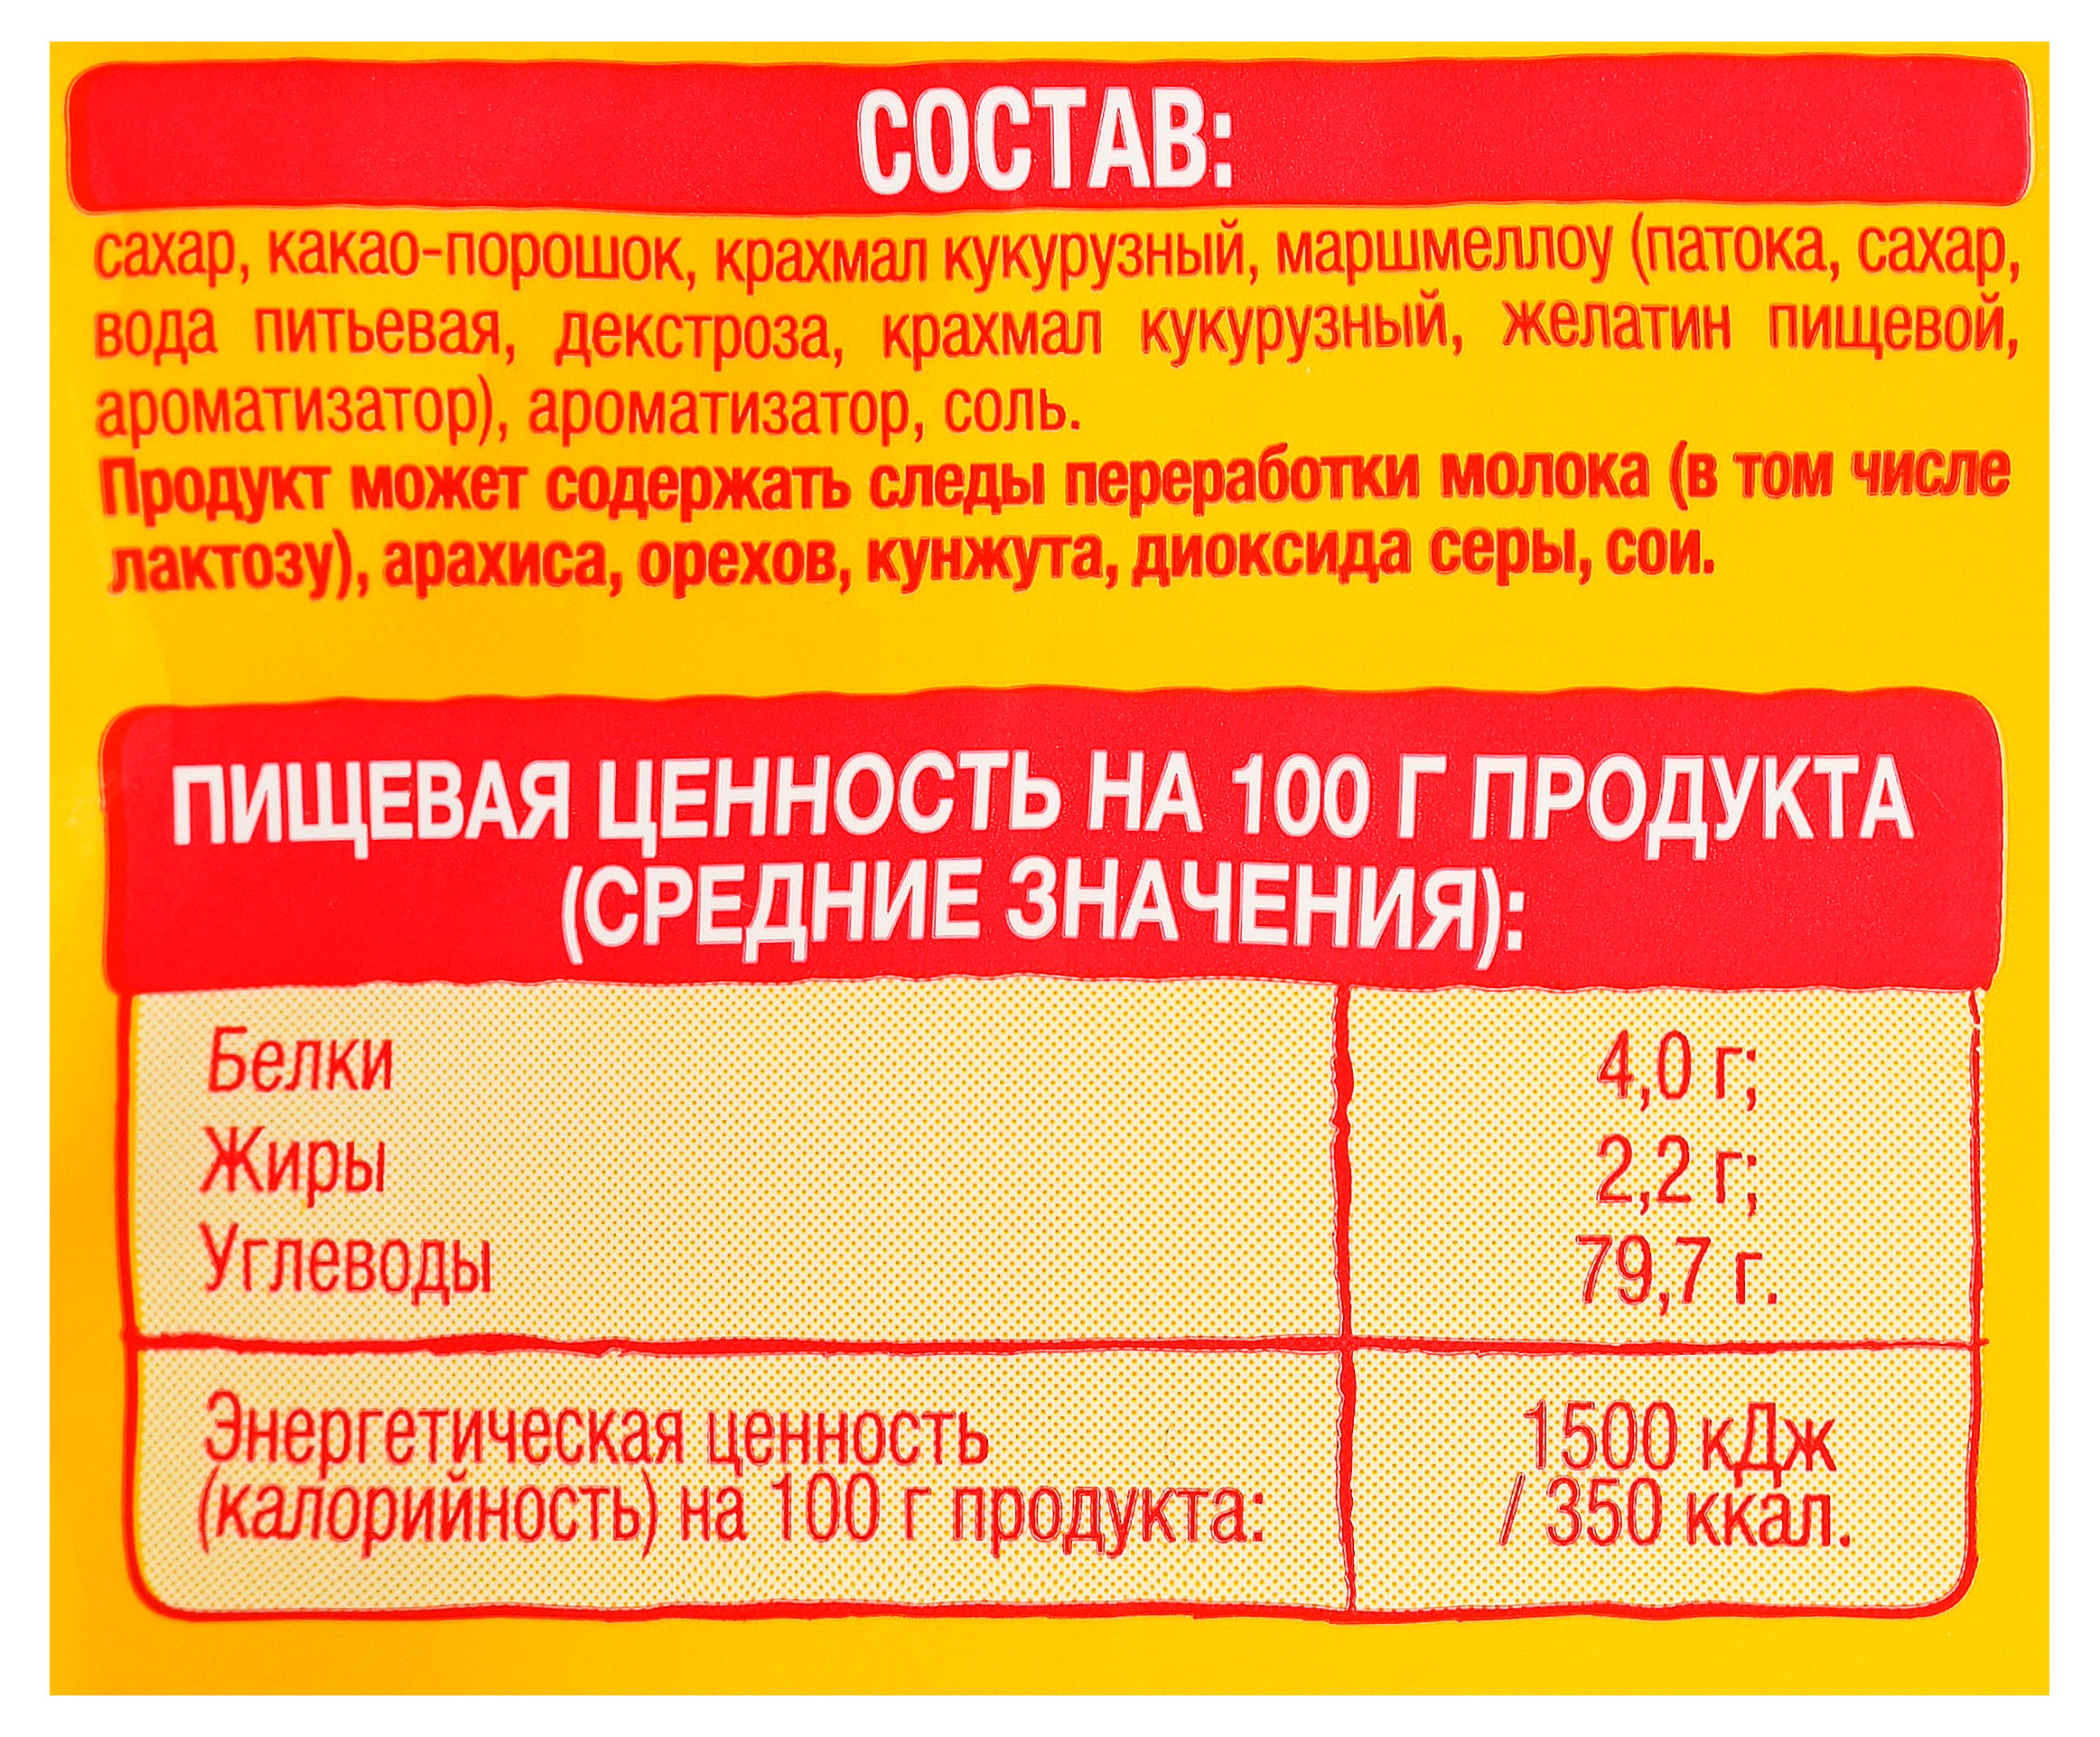 СОСТАВ:
сахар, какао-порошок, крахмал кукурузный, маршмеллоу (патока, сахар,
вода питьевая, декстроза, крахмал кукурузный, желатин пищевой,
ароматизатор), ароматизатор, соль.
Продукт может содержать следы переработки молока (в том числе
лактозу), арахиса, орехов, кунжута, диоксида серы, сои.
ПИЩЕВАЯ ЦЕННОСТЬ НА 100 Г ПРОДУКТА
(СРЕДНИЕ ЗНАЧЕНИЯ):
Белки 4,0 г;
Жиры 2,2 г;
Углеводы 79,7 г.
Энергетическая ценность 1500 кДж
(калорийность) на 100 г продукта: / 350 ккал.